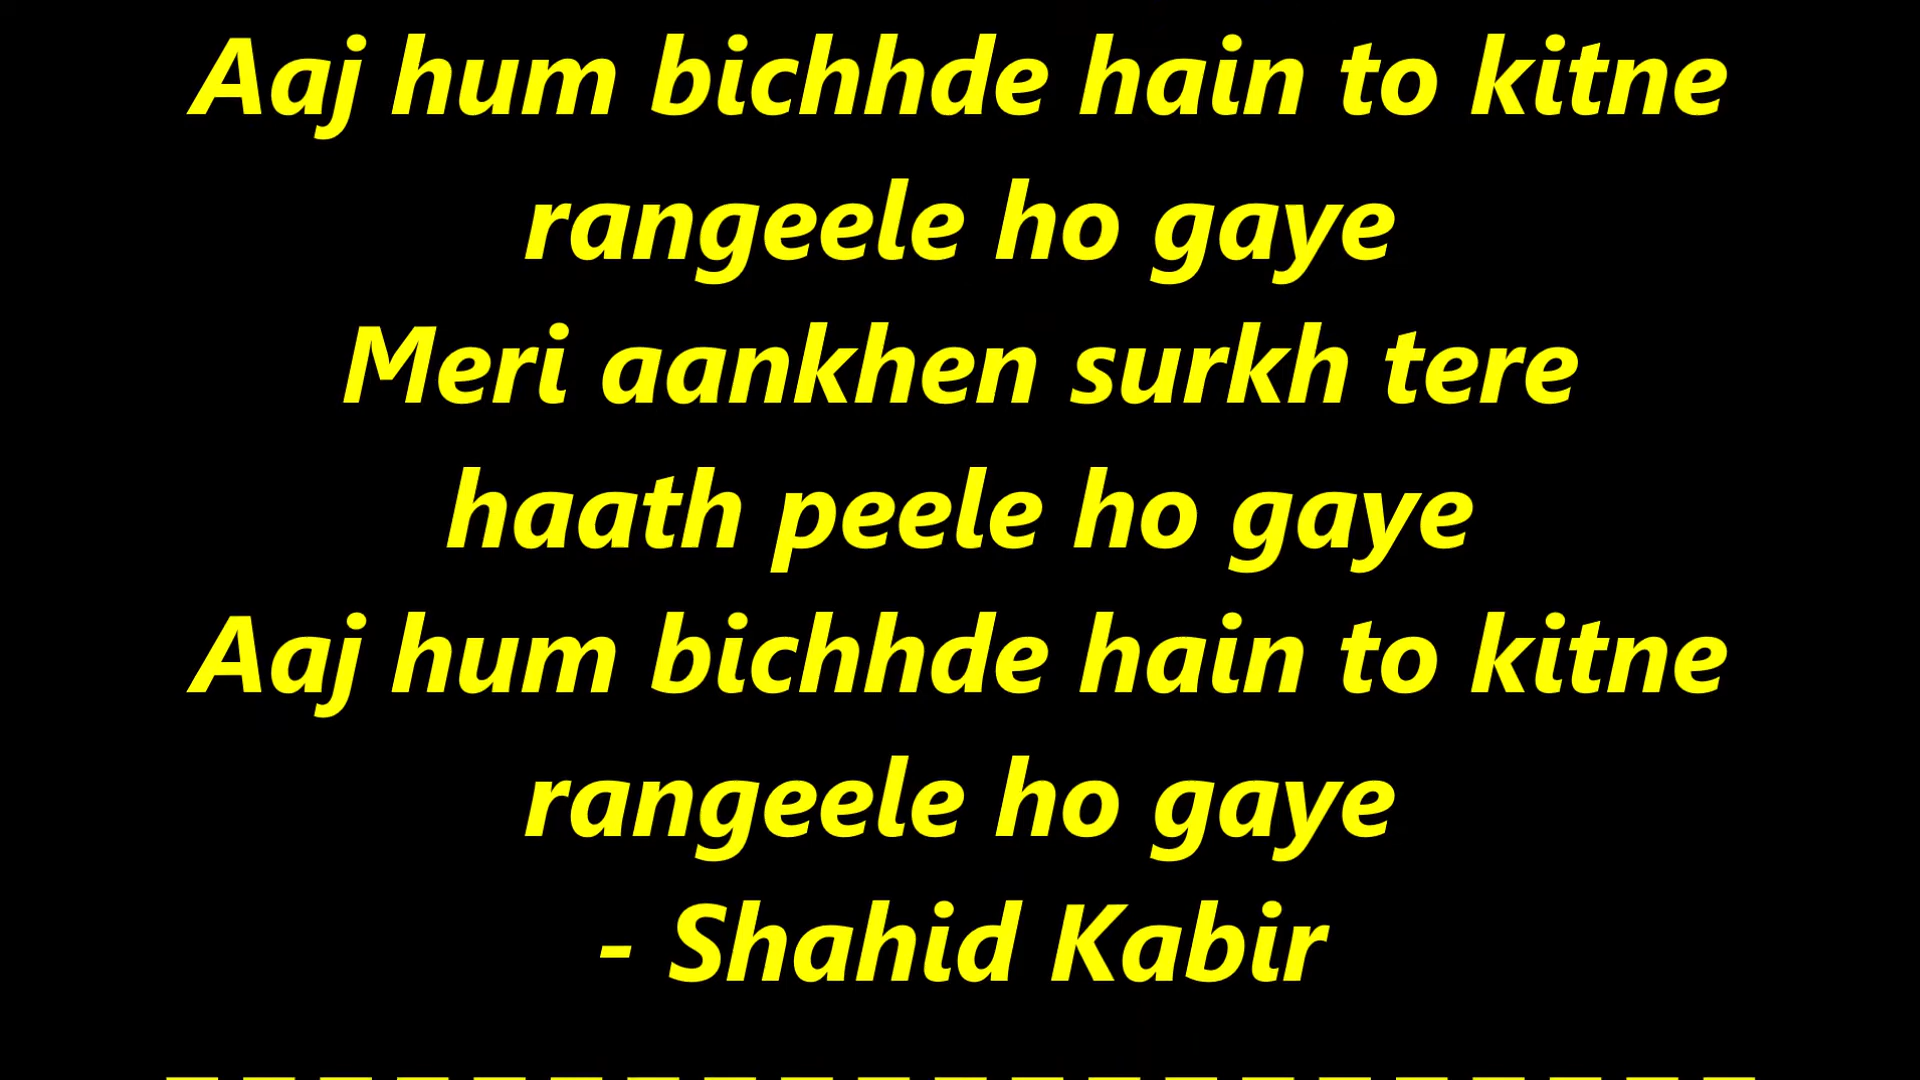 Aaj hum bichhde hain to kitne
rangeele ho gaye
Meri aankhen surkh tere
haath peele ho gaye
Aaj hum bichhde hain to kitne
rangeele ho gaye
- Shahid Kabir